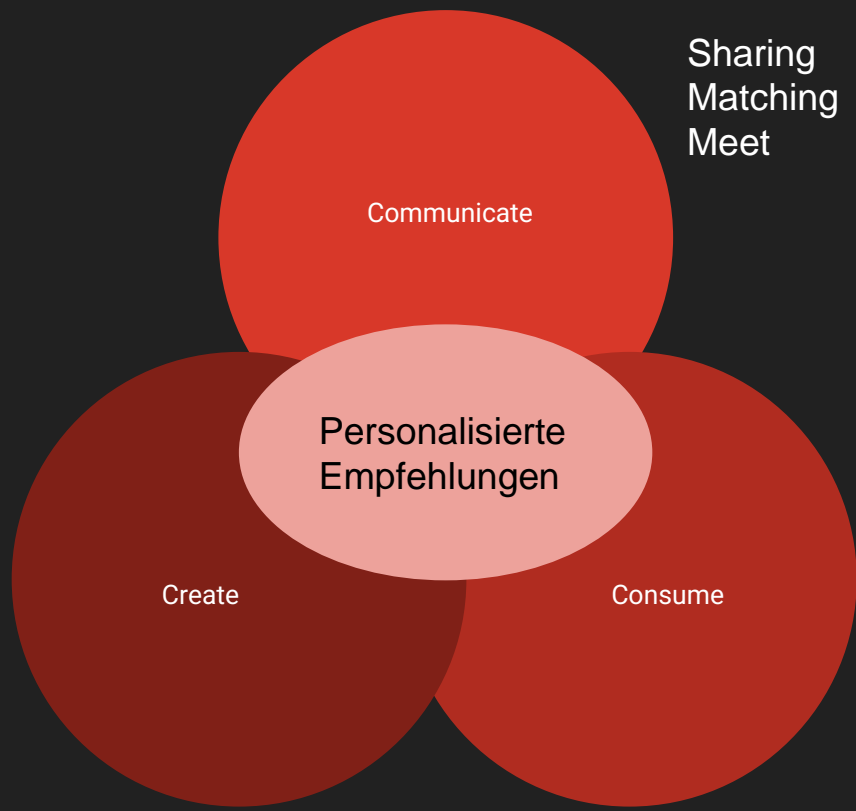 Sharing
Matching
Meet
Communicate
Personalisierte
Empfehlungen
Create
Consume